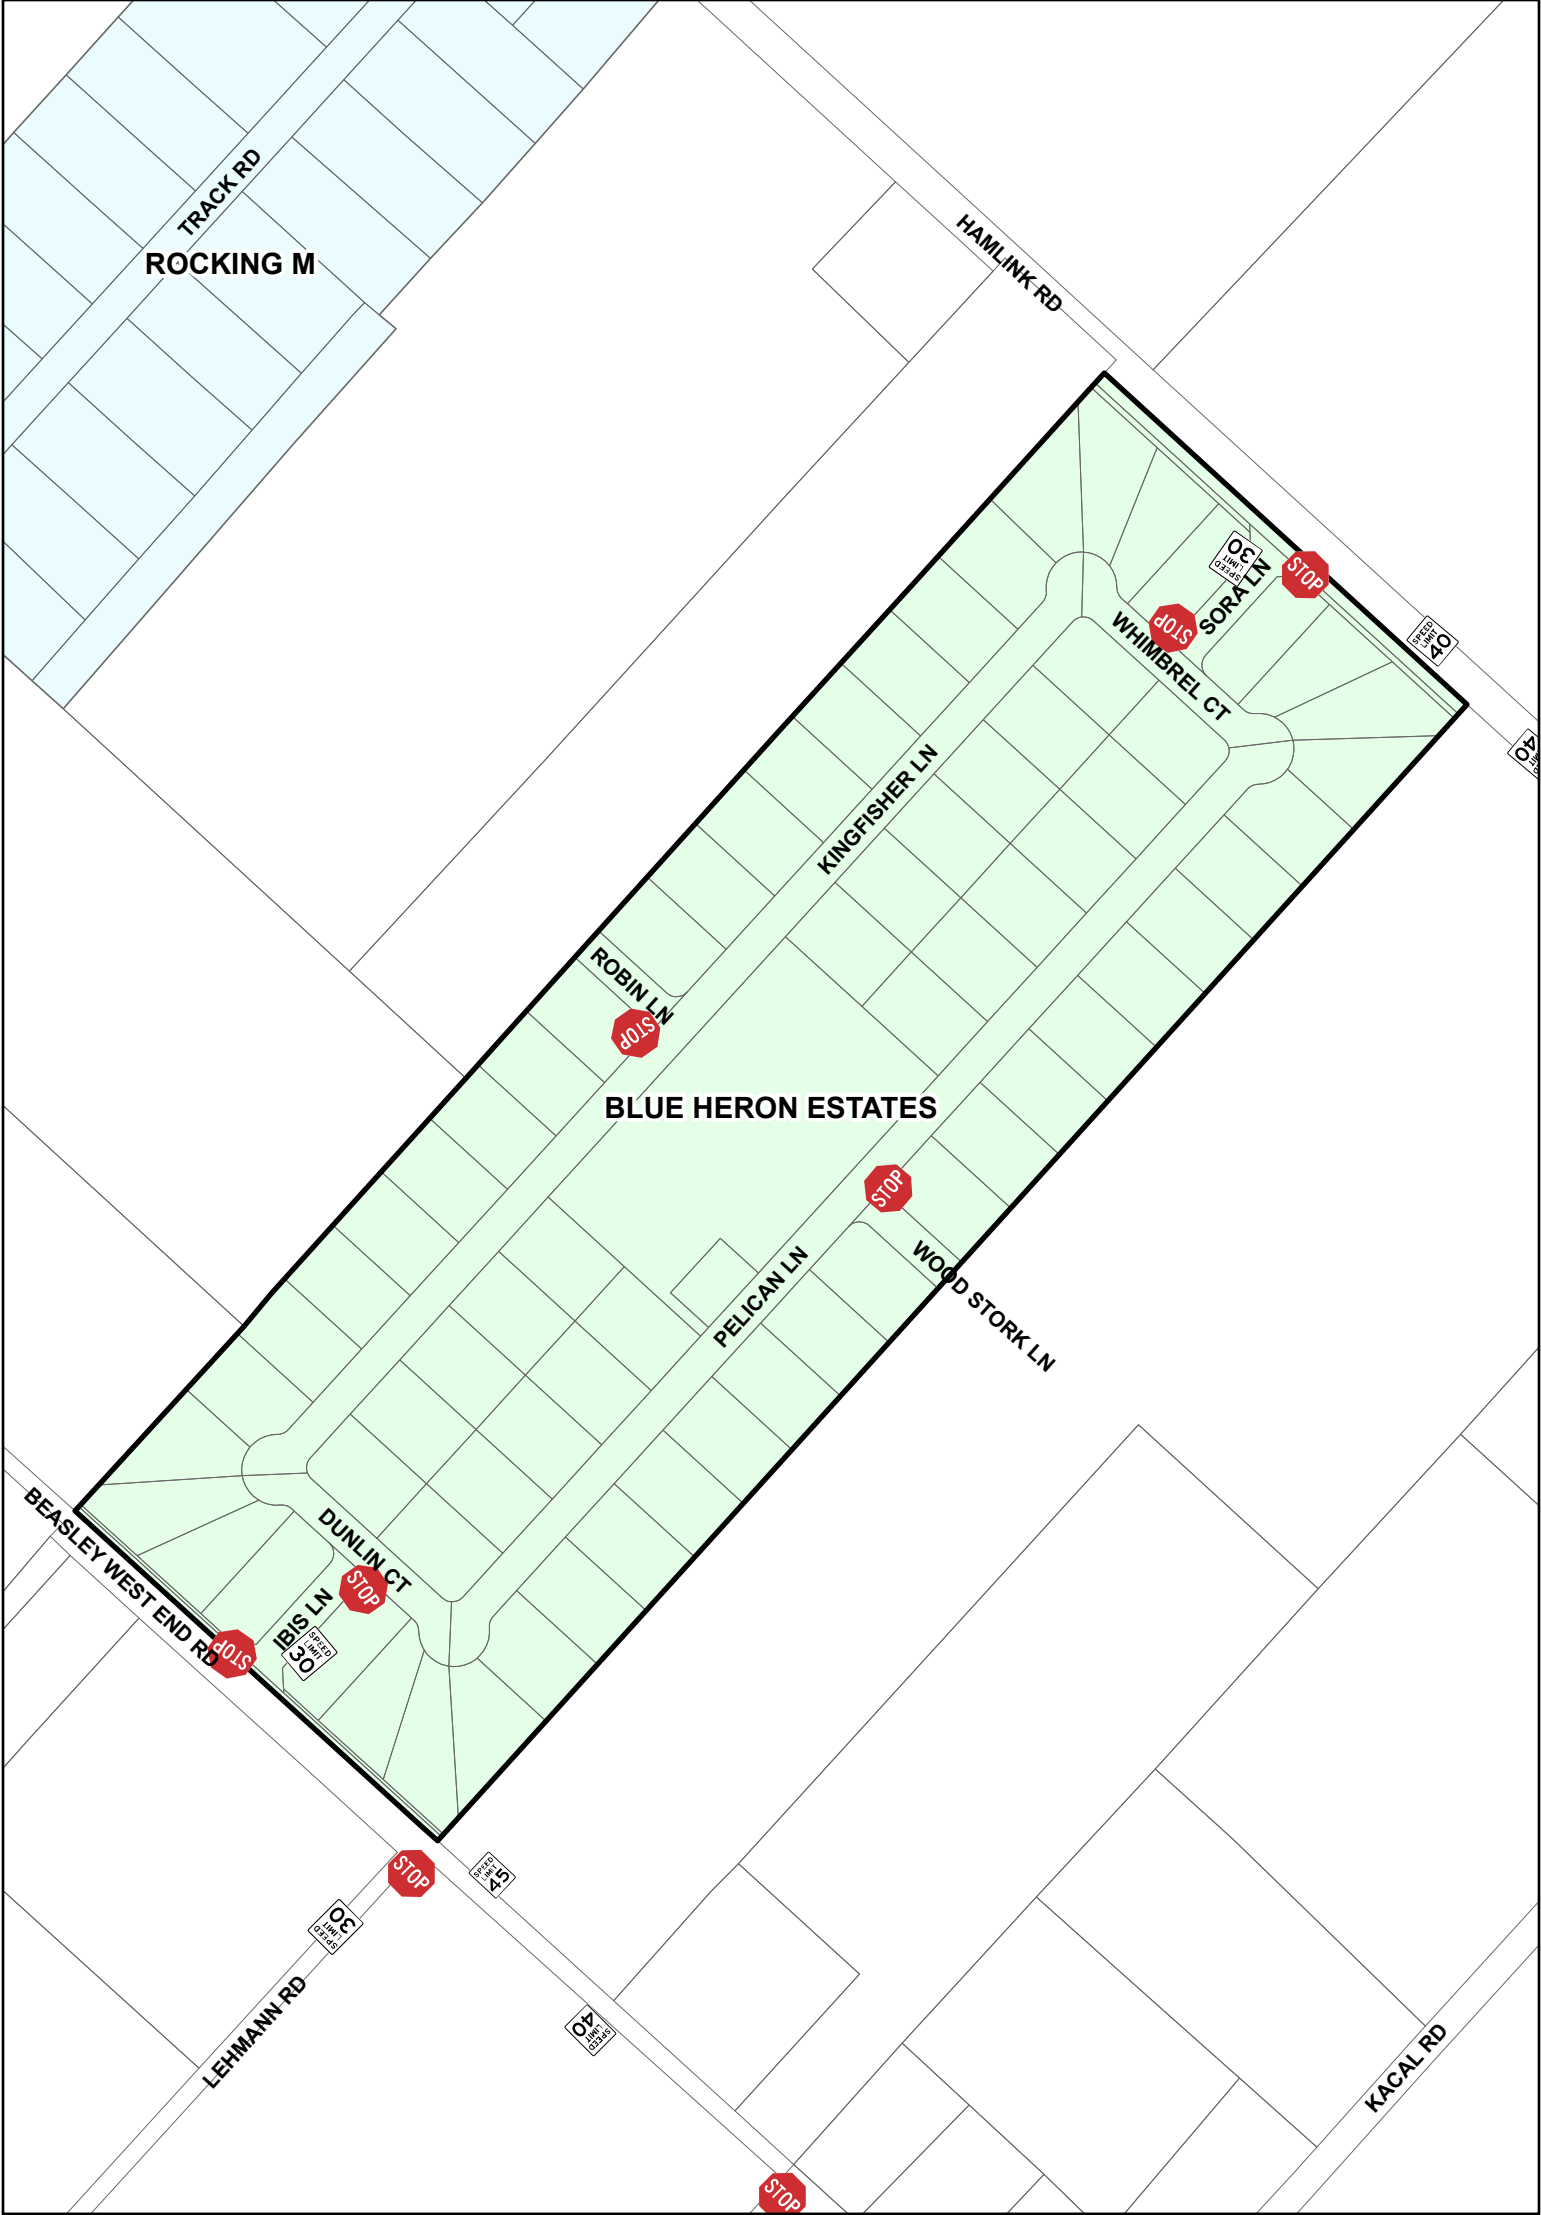 TRACK RD
ROCKING M
HAMLINK RD
SPEED
LIMIT
30
SORA LN
STOP
STOP
WHIMBREL CT
SPEED
LIMIT
40
40
KINGFISHER LN
ROBIN LN
STOP
BLUE HERON ESTATES
STOP
WOOD STORK LN
PELICAN LN
DUNLIN CT
STOP
IBIS LN
SPEED
LIMIT
30
BEASLEY WEST END RD
STOP
STOP
SPEED
LIMIT
45
SPEED
LIMIT
30
LEHMANN RD
SPEED
LIMIT
40
KACAL RD
STOP